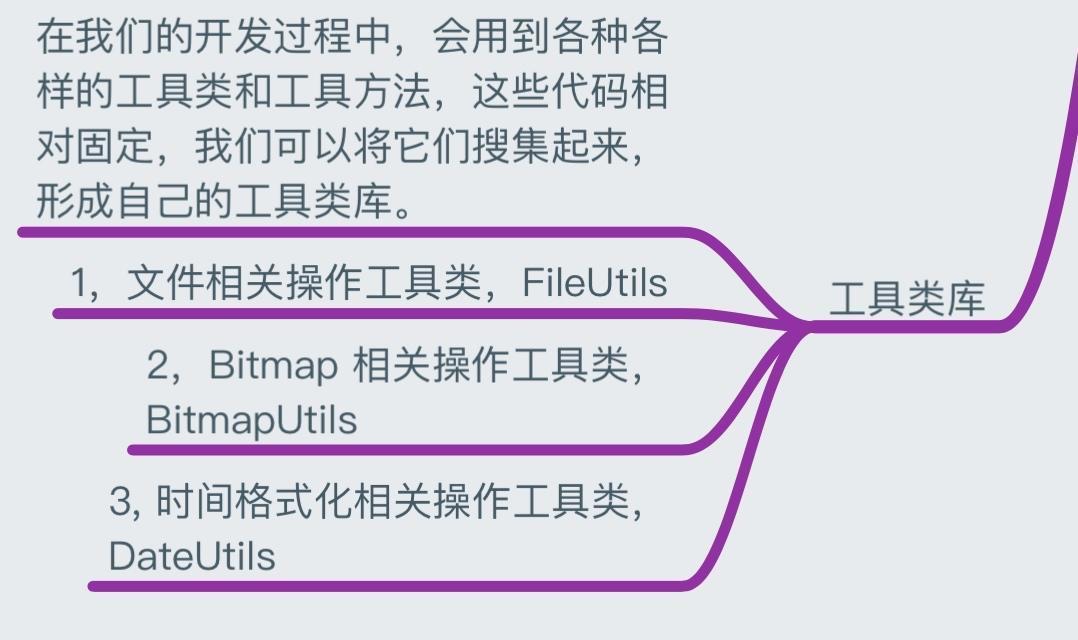 在我们的开发过程中，会用到各种各
样的工具类和工具方法，这些代码相
对固定，我们可以将它们搜集起来，
形成自己的工具类库。
1，文件相关操作工具类，FileUtils
工具类库
2，Bitmap 相关操作工具类，
BitmapUtils
3, 时间格式化相关操作工具类，
DateUtils